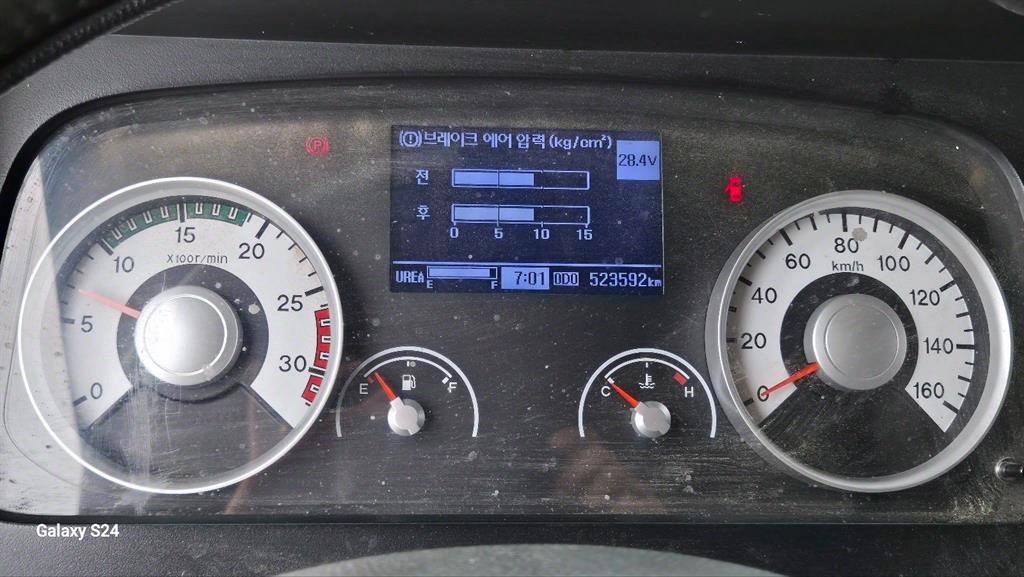 (!)브레이크 에어 압력(kg/cm²)
28.4V
전
후
0 5 10 15
UREA E F 7:01 ODO 523592km
P
0 5 10 15 20 25 30
X100r/min
E F
C H
0 20 40 60 80 100 120 140 160
km/h
Galaxy S24